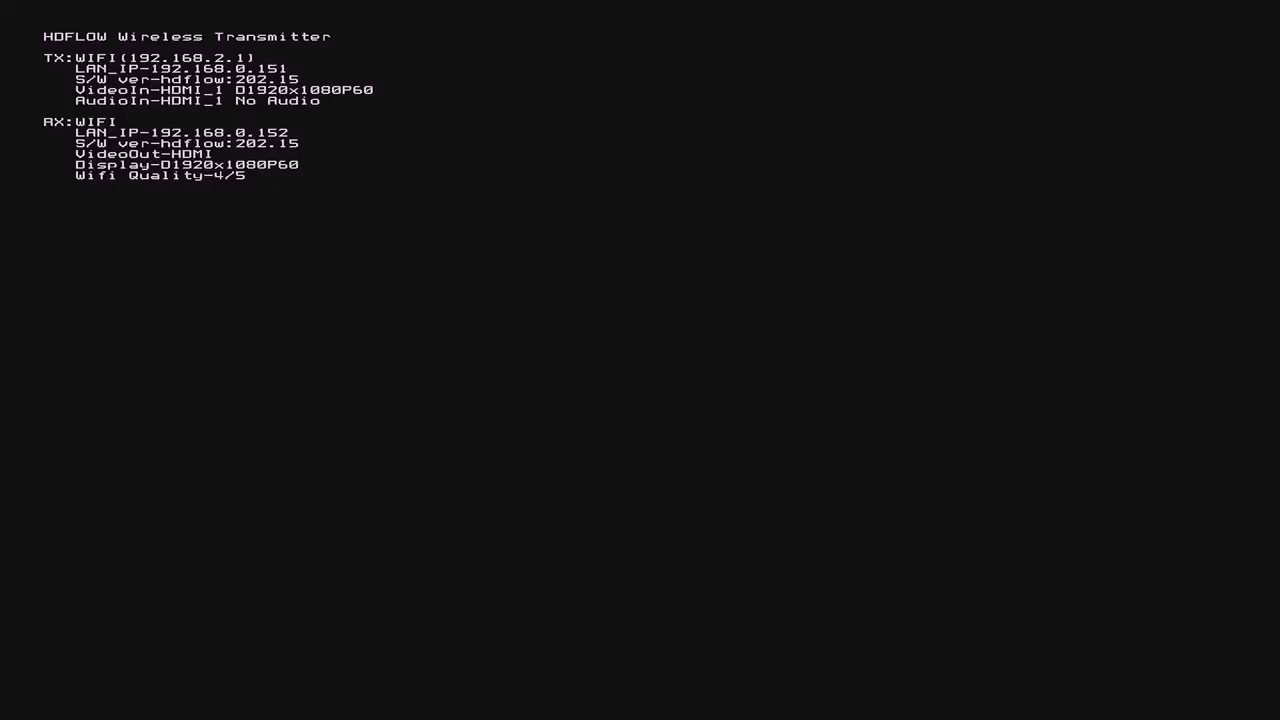 HDFLOW Wireless Transmitter
TX:WIFI(192.168.2.1)
LAN_IP-192.168.0.151
S/W ver-hdflow:202.15
VideoIn-HDMI_1 D1920x1080P60
AudioIn-HDMI_1 No Audio
RX:WIFI
LAN_IP-192.168.0.152
S/W ver-hdflow:202.15
VideoOut-HDMI
Display-D1920x1080P60
Wifi Quality-4/5